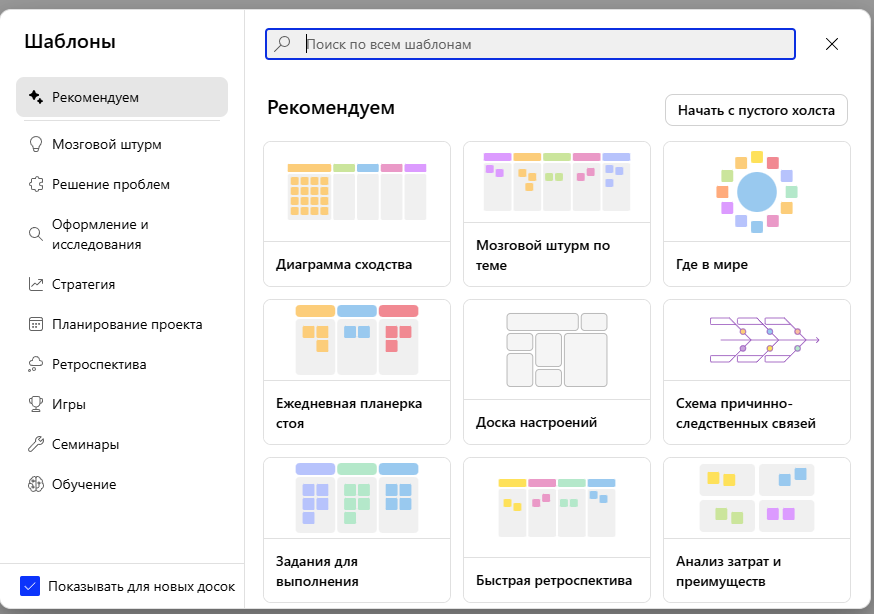 Шаблоны
Рекомендуем
Мозговой штурм
Решение проблем
Оформление и
исследования
Стратегия
Планирование проекта
Ретроспектива
Игры
Семинары
Обучение
Показывать для новых досок
Поиск по всем шаблонам
Рекомендуем
Начать с пустого холста
Диаграмма сходства
Мозговой штурм по
теме
Где в мире
Ежедневная планерка
стоя
Доска настроений
Схема причинно-
следственных связей
Задания для
выполнения
Быстрая ретроспектива
Анализ затрат и
преимуществ